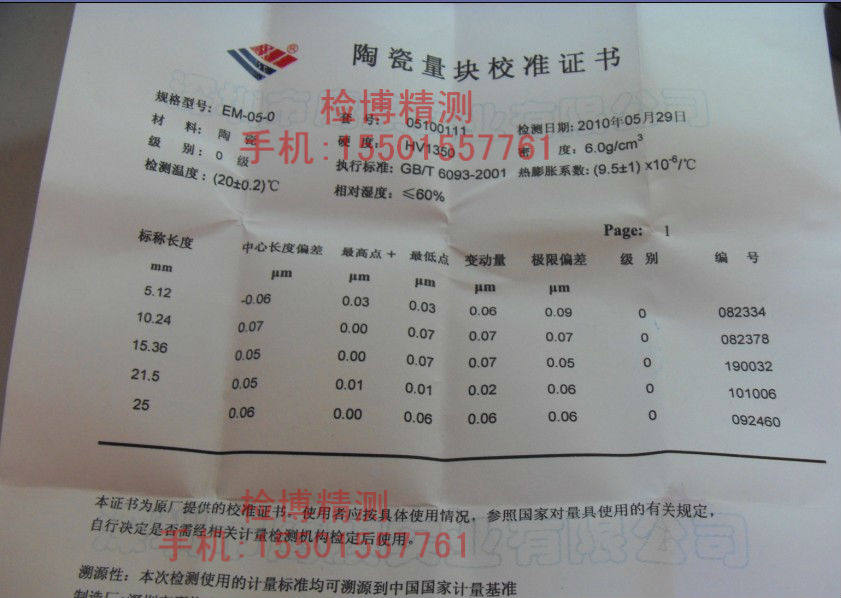 陶瓷量块校准证书
规格型号: EM-05-0 套 号: 05100111 检测日期: 2010年05月29日
材 料: 陶 瓷 硬 度: HV1350 密 度: 6.0g/cm³
级 别: 0 级 执行标准: GB/T 6093-2001 热膨胀系数: (9.5±1) ×10⁻⁶/℃
检测温度: (20±0.2)℃ 相对湿度: ≤60%
检博精测
手机:15501557761
Page: 1
标称长度 中心长度偏差 最高点 + 最低点 变动量 极限偏差 级 别 编 号
mm μm μm μm μm μm
5.12 -0.06 0.03 0.03 0.06 0.09 0 082334
10.24 0.07 0.00 0.07 0.07 0.07 0 082378
15.36 0.05 0.00 0.07 0.07 0.05 0 190032
21.5 0.05 0.01 0.01 0.02 0.06 0 101006
25 0.06 0.00 0.06 0.06 0.06 0 092460
检博精测
手机:15501557761
本证书为原厂提供的校准证书。使用者应按具体使用情况，参照国家对量具使用的有关规定，
自行决定是否需经相关计量检测机构检定后使用。
溯源性: 本次检测使用的计量标准均可溯源到中国国家计量基准